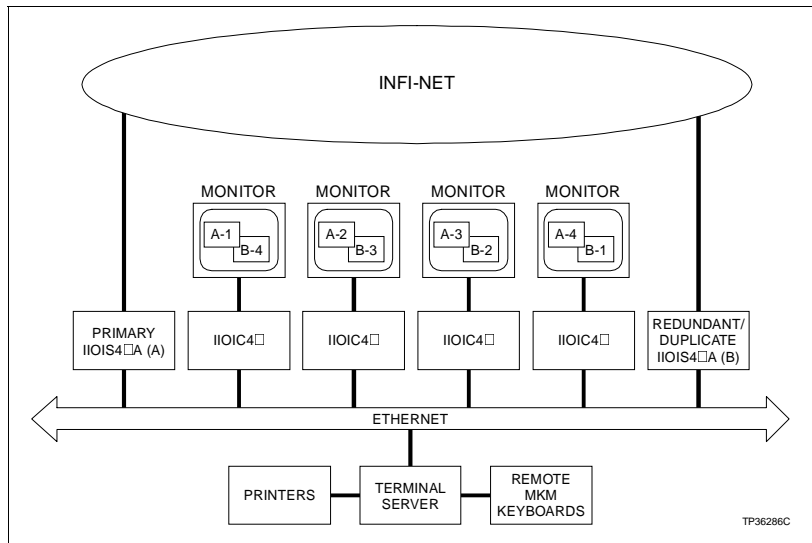 INFI-NET
MONITOR
MONITOR
MONITOR
MONITOR
A-1
B-4
A-2
B-3
A-3
B-2
A-4
B-1
PRIMARY
IIOIS4□A (A)
IIOIC4□
IIOIC4□
IIOIC4□
IIOIC4□
REDUNDANT/
DUPLICATE
IIOIS4□A (B)
ETHERNET
PRINTERS
TERMINAL
SERVER
REMOTE
MKM
KEYBOARDS
TP36286C